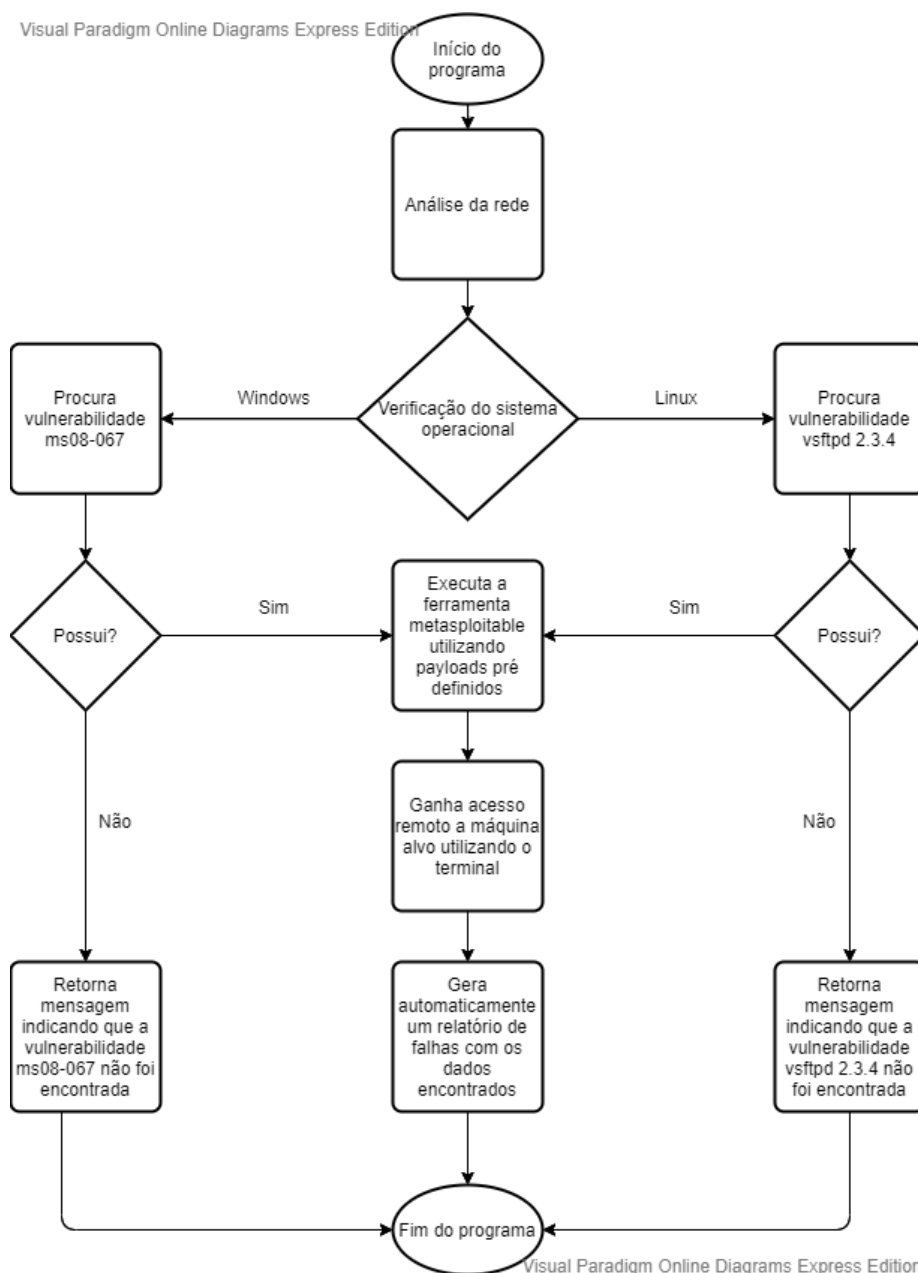 Visual Paradigm Online Diagrams Express Edition
Início do
programa
Análise da rede
Verificação do sistema
operacional
Windows
Linux
Procura
vulnerabilidade
ms08-067
Procura
vulnerabilidade
vsftpd 2.3.4
Possui?
Sim
Executa a
ferramenta
metasploitable
utilizando
payloads pré
definidos
Sim
Possui?
Ganha acesso
remoto a máquina
alvo utilizando o
terminal
Não
Não
Retorna
mensagem
indicando que a
vulnerabilidade
ms08-067 não foi
encontrada
Gera
automaticamente
um relatório de
falhas com os
dados
encontrados
Retorna
mensagem
indicando que a
vulnerabilidade
vsftpd 2.3.4 não
foi encontrada
Fim do programa
Visual Paradigm Online Diagrams Express Edition